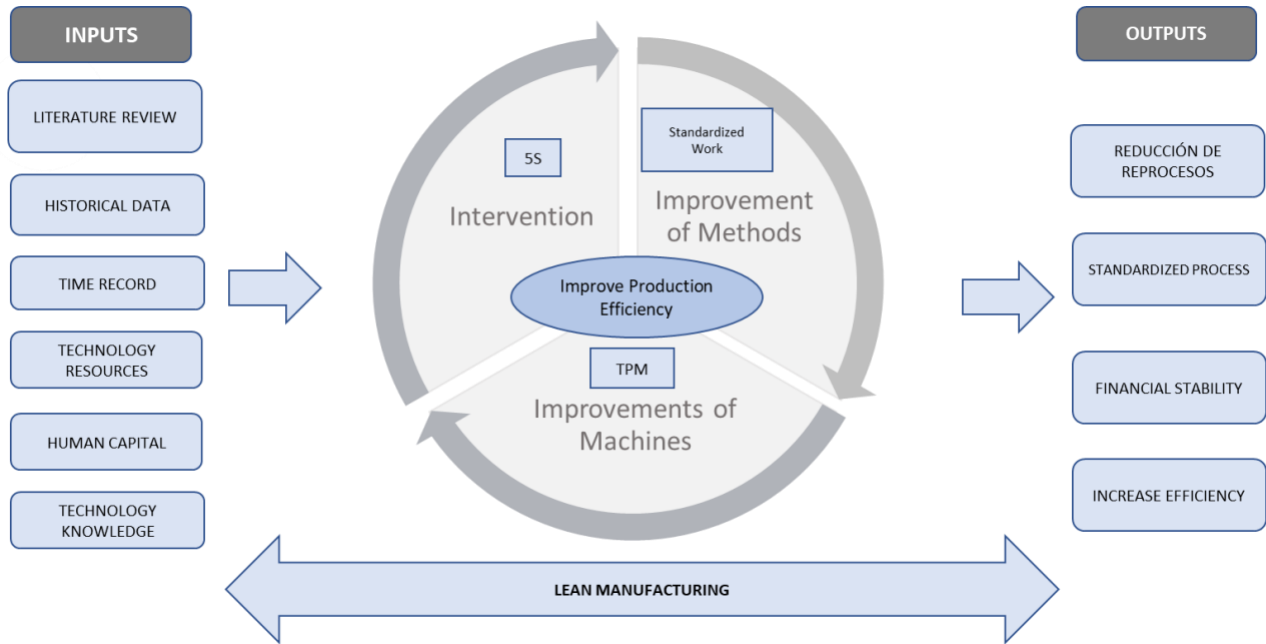 INPUTS
LITERATURE REVIEW
HISTORICAL DATA
TIME RECORD
TECHNOLOGY
RESOURCES
HUMAN CAPITAL
TECHNOLOGY
KNOWLEDGE
5S
Intervention
Standardized
Work
Improvement
of Methods
Improve Production
Efficiency
TPM
Improvements of
Machines
OUTPUTS
REDUCCIÓN DE
REPROCESOS
STANDARDIZED PROCESS
FINANCIAL STABILITY
INCREASE EFFICIENCY
LEAN MANUFACTURING